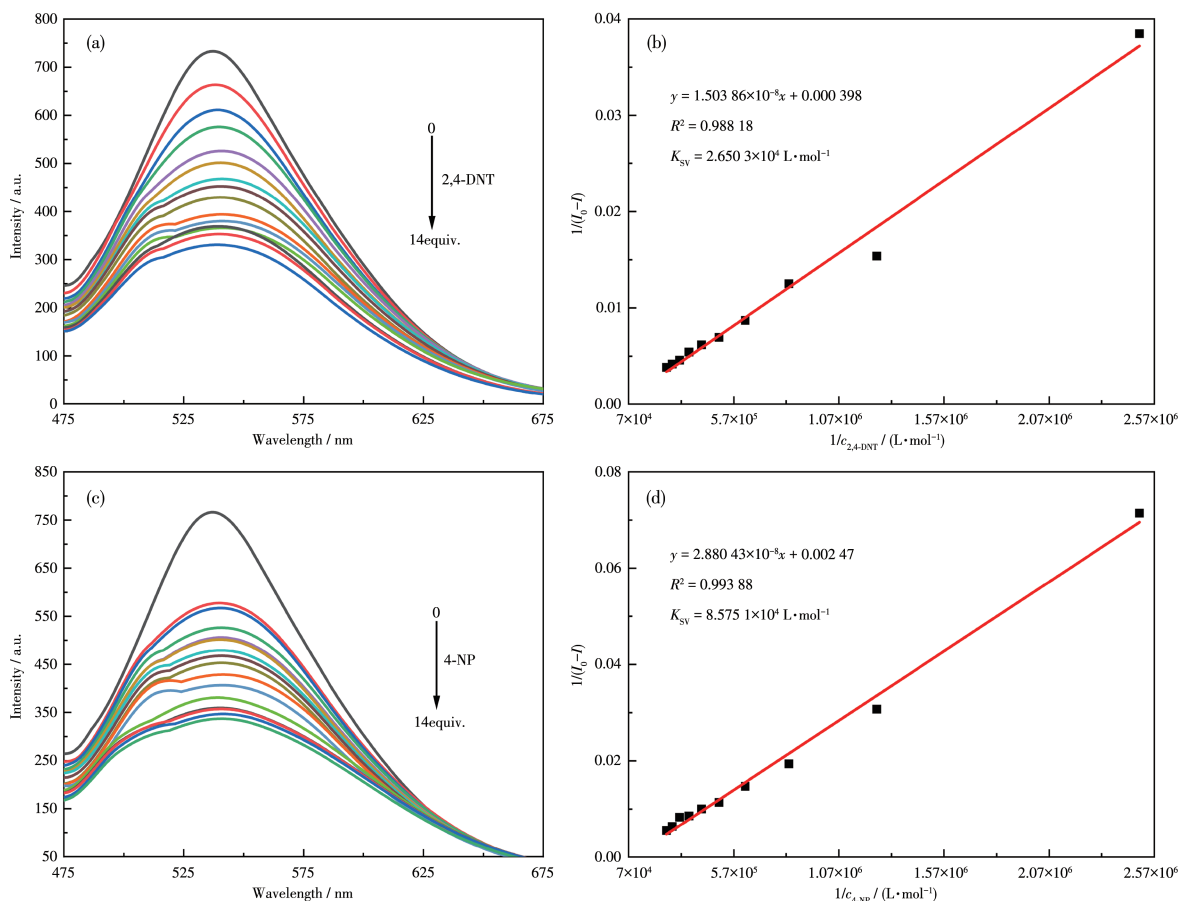 (a)
800
700
600
500
400
300
200
100
0
Intensity / a.u.
0
2,4-DNT
14equiv.
475
525
575
625
675
Wavelength / nm
(b)
0.04
0.03
0.02
0.01
0.00
1/(I₀–I)
y = 1.503 86×10⁻⁸x + 0.000 398
R² = 0.988 18
K_SV = 2.650 3×10⁴ L·mol⁻¹
7×10⁴
5.7×10⁵
1.07×10⁶
1.57×10⁶
2.07×10⁶
2.57×10⁶
1/c₂,₄₋DNT / (L·mol⁻¹)
(c)
850
750
650
550
450
350
250
150
50
Intensity / a.u.
0
4-NP
14equiv.
475
525
575
625
675
Wavelength / nm
(d)
0.08
0.06
0.04
0.02
0.00
1/(I₀–I)
y = 2.880 43×10⁻⁸x + 0.002 47
R² = 0.993 88
K_SV = 8.575 1×10⁴ L·mol⁻¹
7×10⁴
5.7×10⁵
1.07×10⁶
1.57×10⁶
2.07×10⁶
2.57×10⁶
1/c₄₋NP / (L·mol⁻¹)